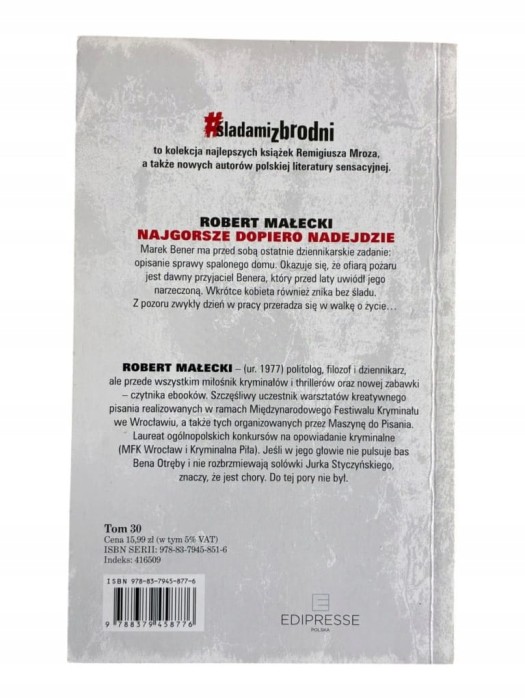 #śladamizbrodni
to kolekcja najlepszych książek Remigiusza Mroza,
a także nowych autorów polskiej literatury sensacyjnej.
ROBERT MAŁECKI
NAJGORSZE DOPIERO NADEJDZIE
Marek Bener ma przed sobą ostatnie dziennikarskie zadanie:
opisanie sprawy spalonego domu. Okazuje się, że ofiarą pożaru
jest dawny przyjaciel Benera, który przed laty uwiódł jego
narzeczoną. Wkrótce kobieta również znika bez śladu.
Z pozoru zwykły dzień w pracy przeradza się w walkę o życie...
ROBERT MAŁECKI – (ur. 1977) politolog, filozof i dziennikarz,
ale przede wszystkim miłośnik kryminałów i thrillerów oraz nowej zabawki
– czytnika ebooków. Szczęśliwy uczestnik warsztatów kreatywnego
pisania realizowanych w ramach Międzynarodowego Festiwalu Kryminału
we Wrocławiu, a także tych organizowanych przez Maszynę do Pisania.
Laureat ogólnopolskich konkursów na opowiadanie kryminalne
(MFK Wrocław i Kryminalna Piła). Jeśli w jego głowie nie pulsuje bas
Bena Otręby i nie rozbrzmiewają solówki Jurka Styczyńskiego,
znaczy, że jest chory. Do tej pory nie był.
Tom 30
Cena 15,99 zł (w tym 5% VAT)
ISBN SERII: 978-83-7945-851-6
Indeks: 416509
ISBN 978-83-7945-877-6
9 788379 458776
EDIPRESSE
POLSKA